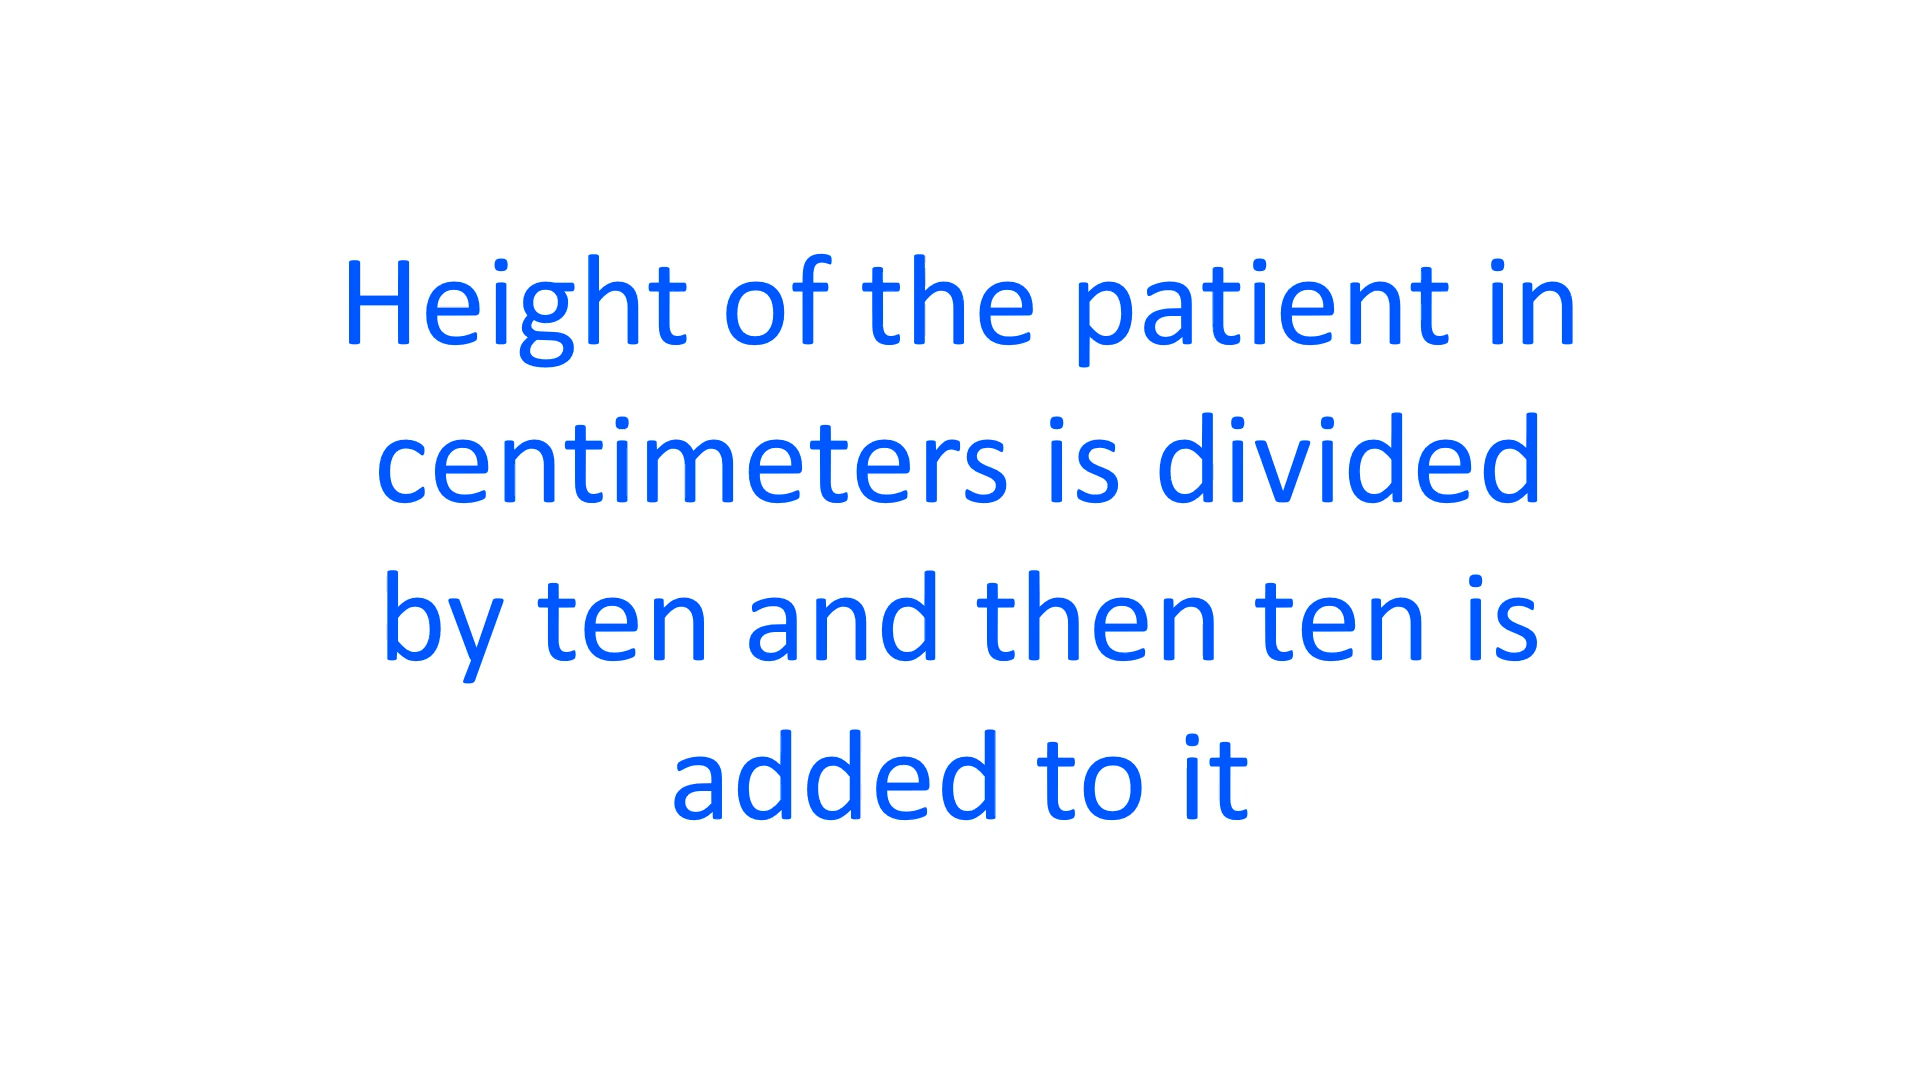 Height of the patient in
centimeters is divided
by ten and then ten is
added to it